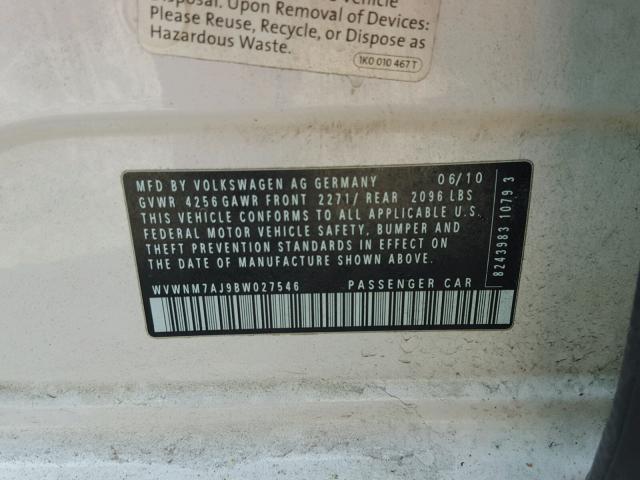 Disposal. Upon Removal of Devices:
Please Reuse, Recycle, or Dispose as
Hazardous Waste.
1K0 010 467 T
MFD BY VOLKSWAGEN AG GERMANY 06/10
GVWR 4256GAWR FRONT 2271/ REAR 2096 LBS
THIS VEHICLE CONFORMS TO ALL APPLICABLE U.S.
FEDERAL MOTOR VEHICLE SAFETY, BUMPER AND
THEFT PREVENTION STANDARDS IN EFFECT ON
THE DATE OF MANUFACTURE SHOWN ABOVE.
WVWNM7AJ9BW027546 PASSENGER CAR
8243983 1079 3